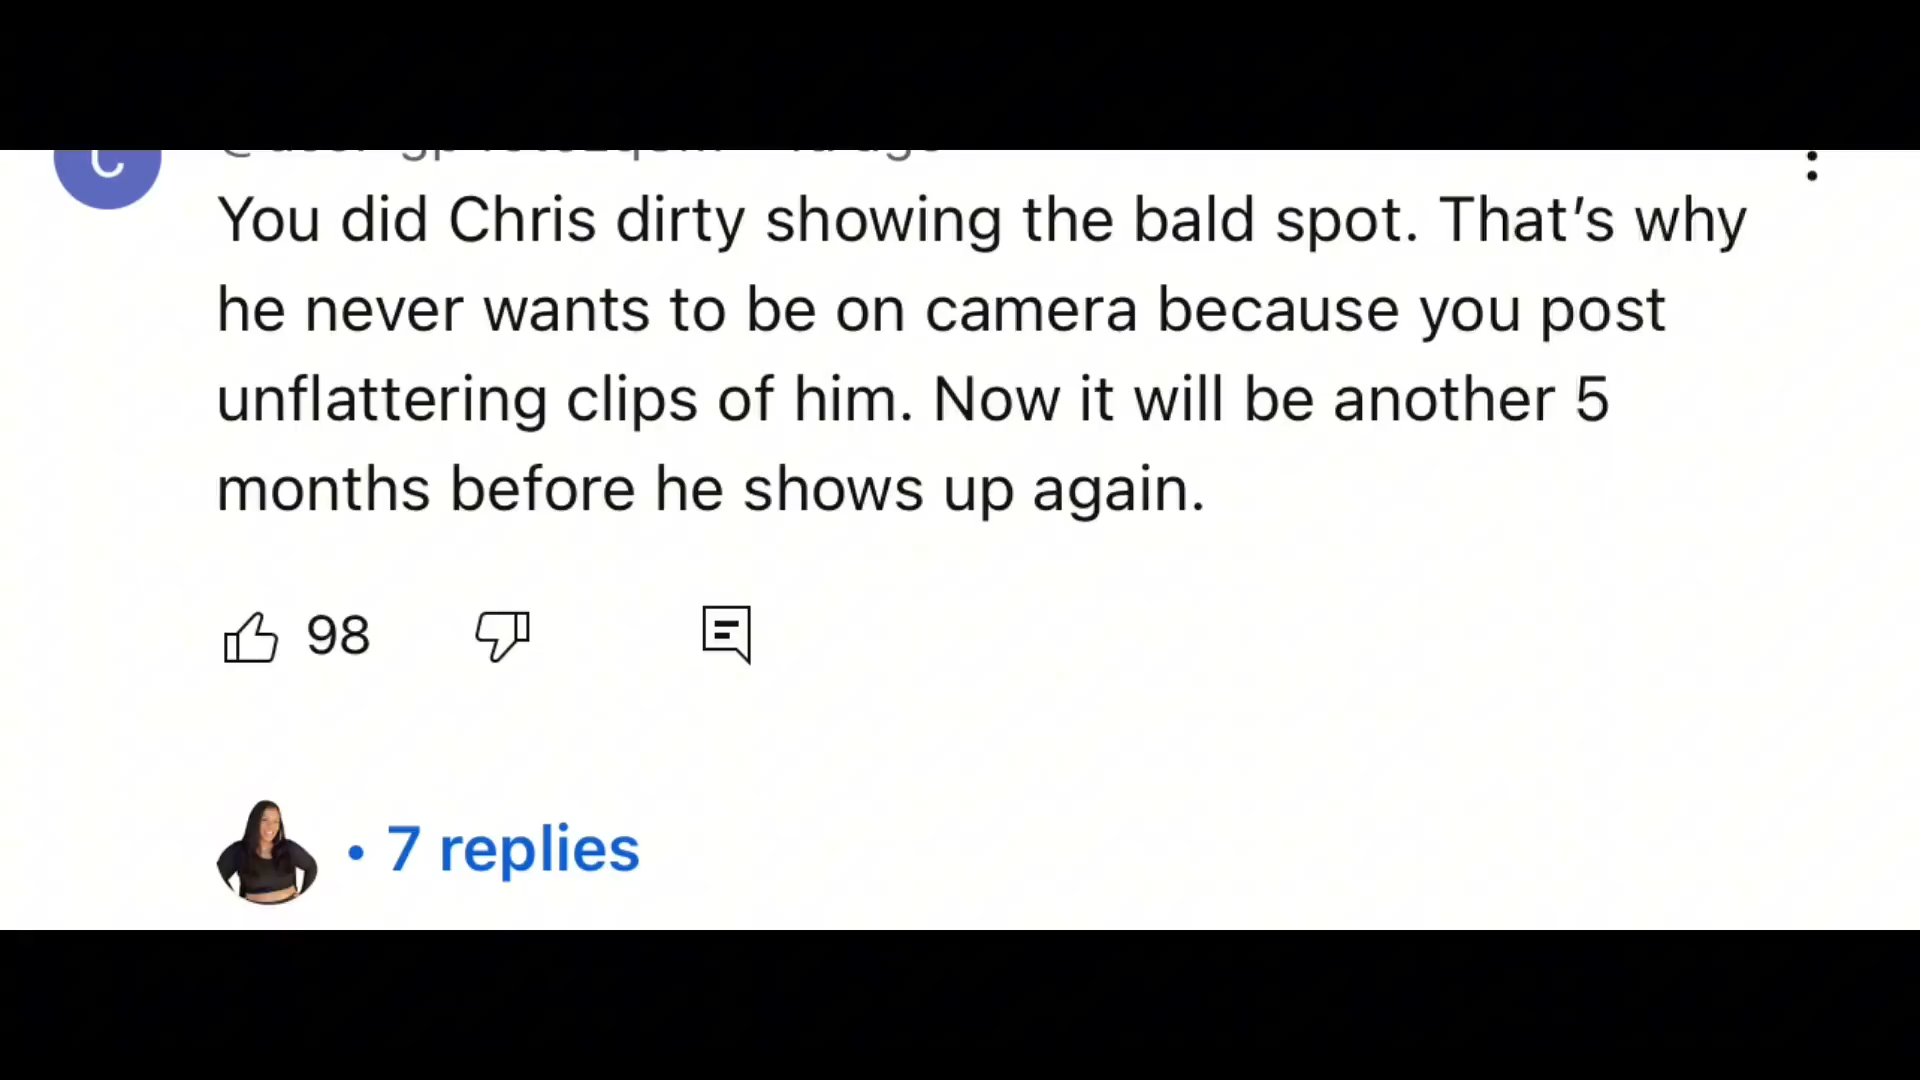 You did Chris dirty showing the bald spot. That’s why
he never wants to be on camera because you post
unflattering clips of him. Now it will be another 5
months before he shows up again.
98
• 7 replies